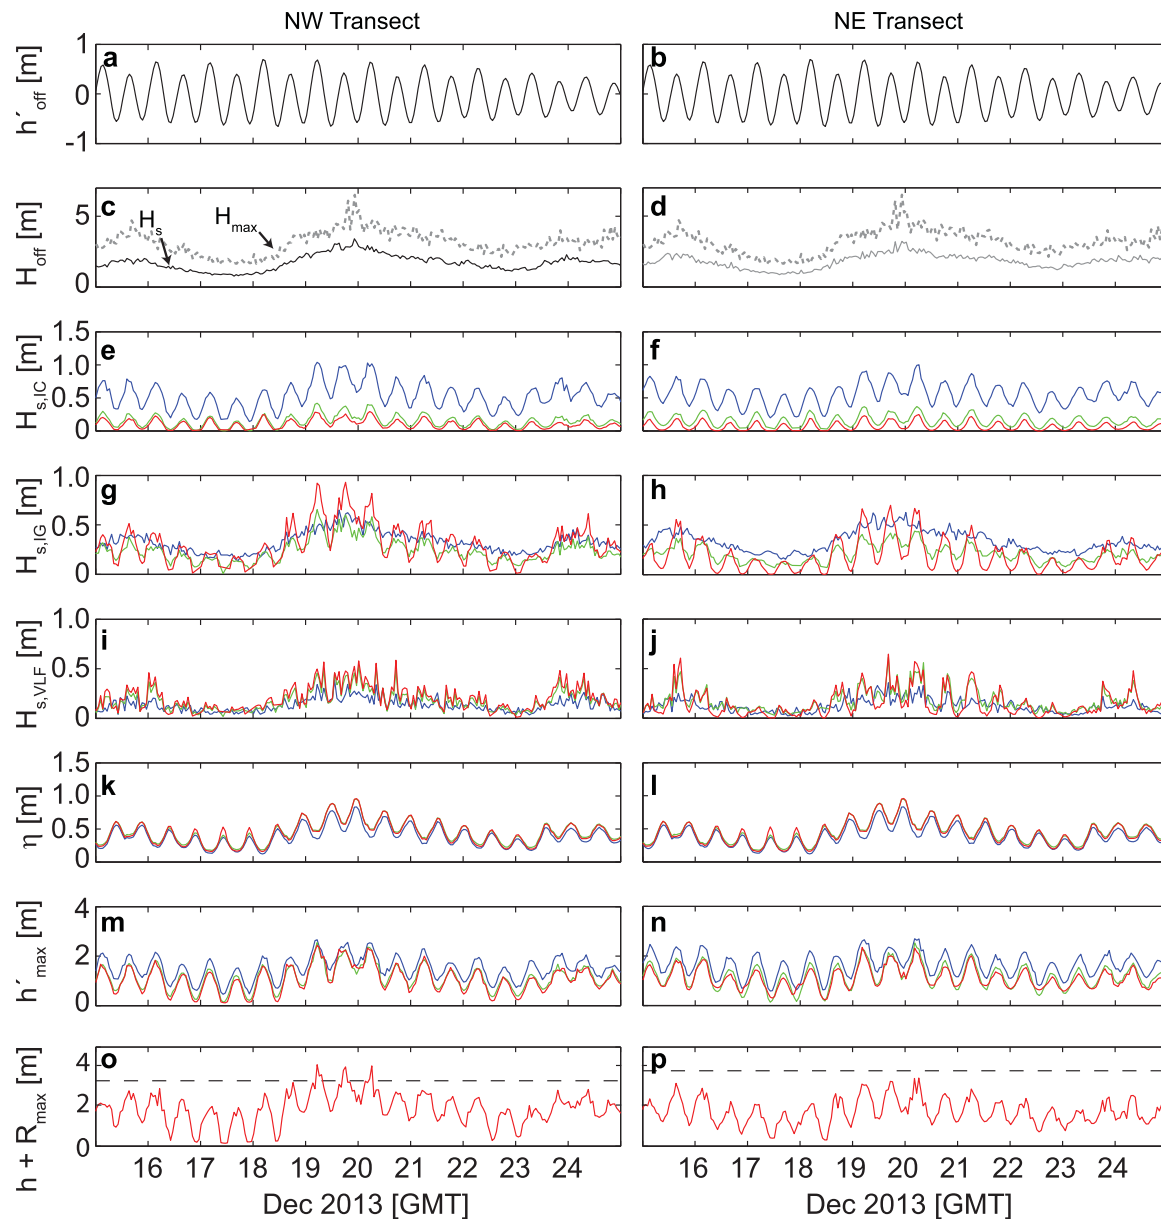 NW Transect NE Transect
a b
h´off [m]
1
0
-1
c d
Hs Hmax
Hoff [m]
5
0
e f
Hs,IC [m]
1.5
1.0
0.5
0
g h
Hs,IG [m]
1.0
0.5
0
i j
Hs,VLF [m]
1.0
0.5
0
k l
η [m]
1.5
1.0
0.5
0
m n
h´max [m]
4
2
0
o p
h + Rmax [m]
4
2
0
16 17 18 19 20 21 22 23 24 16 17 18 19 20 21 22 23 24
Dec 2013 [GMT] Dec 2013 [GMT]